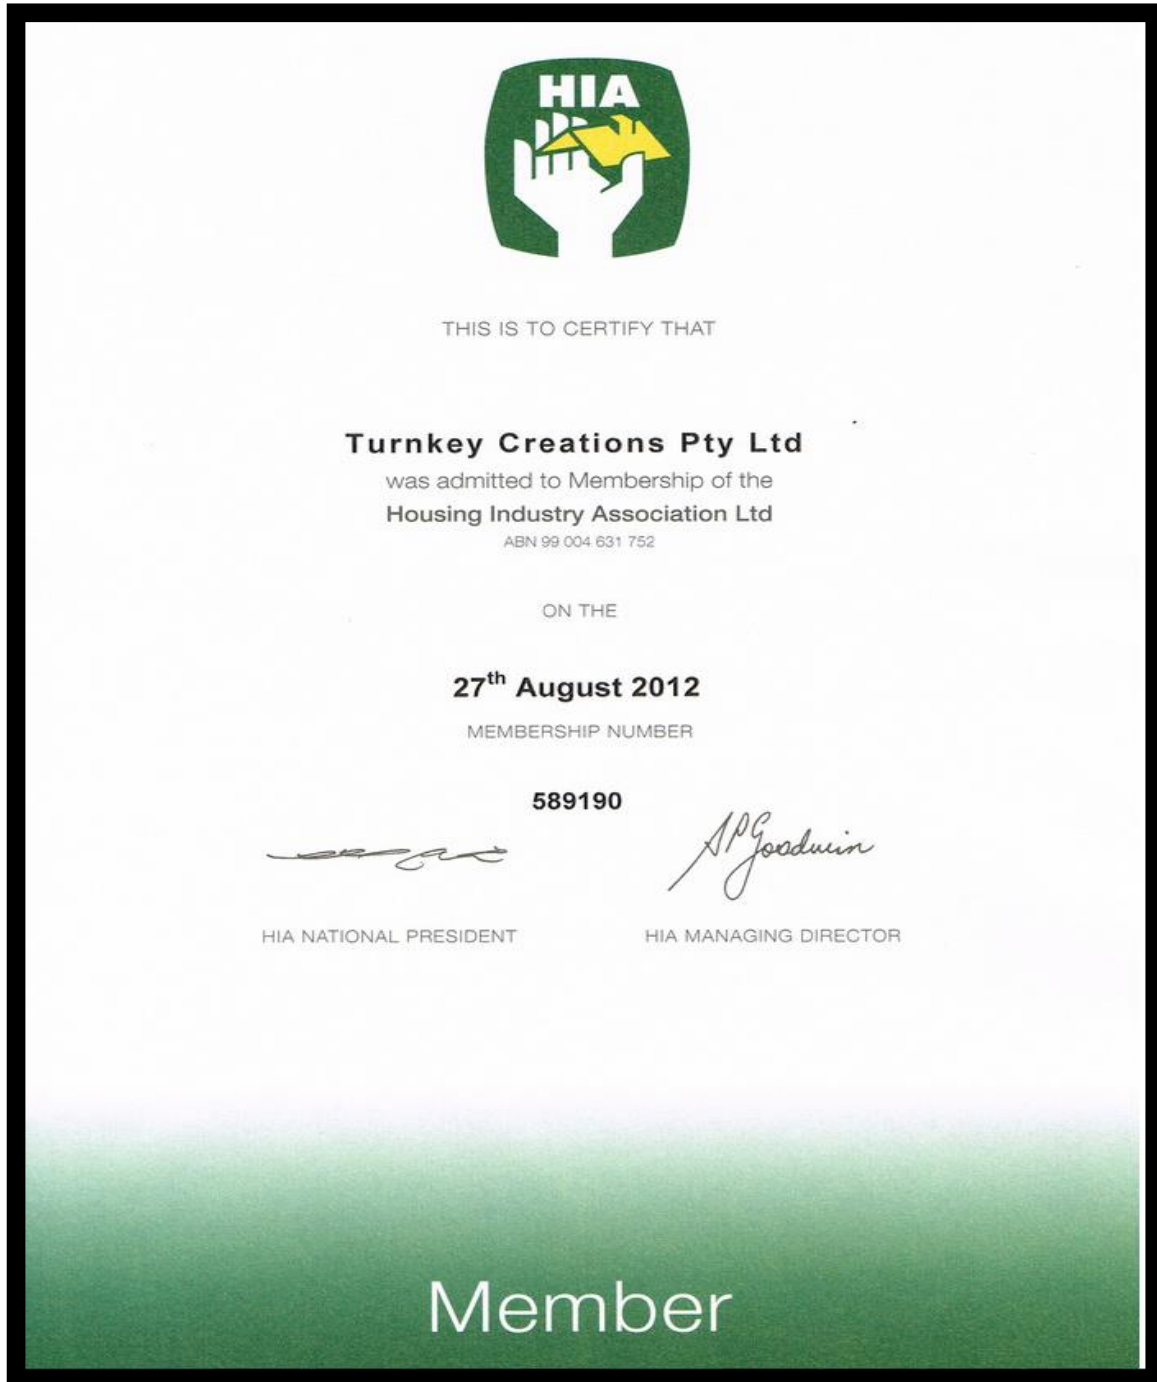 HIA
THIS IS TO CERTIFY THAT
Turnkey Creations Pty Ltd
was admitted to Membership of the
Housing Industry Association Ltd
ABN 99 004 631 752
ON THE
27th August 2012
MEMBERSHIP NUMBER
589190
SPGoodwin
HIA NATIONAL PRESIDENT
HIA MANAGING DIRECTOR
Member